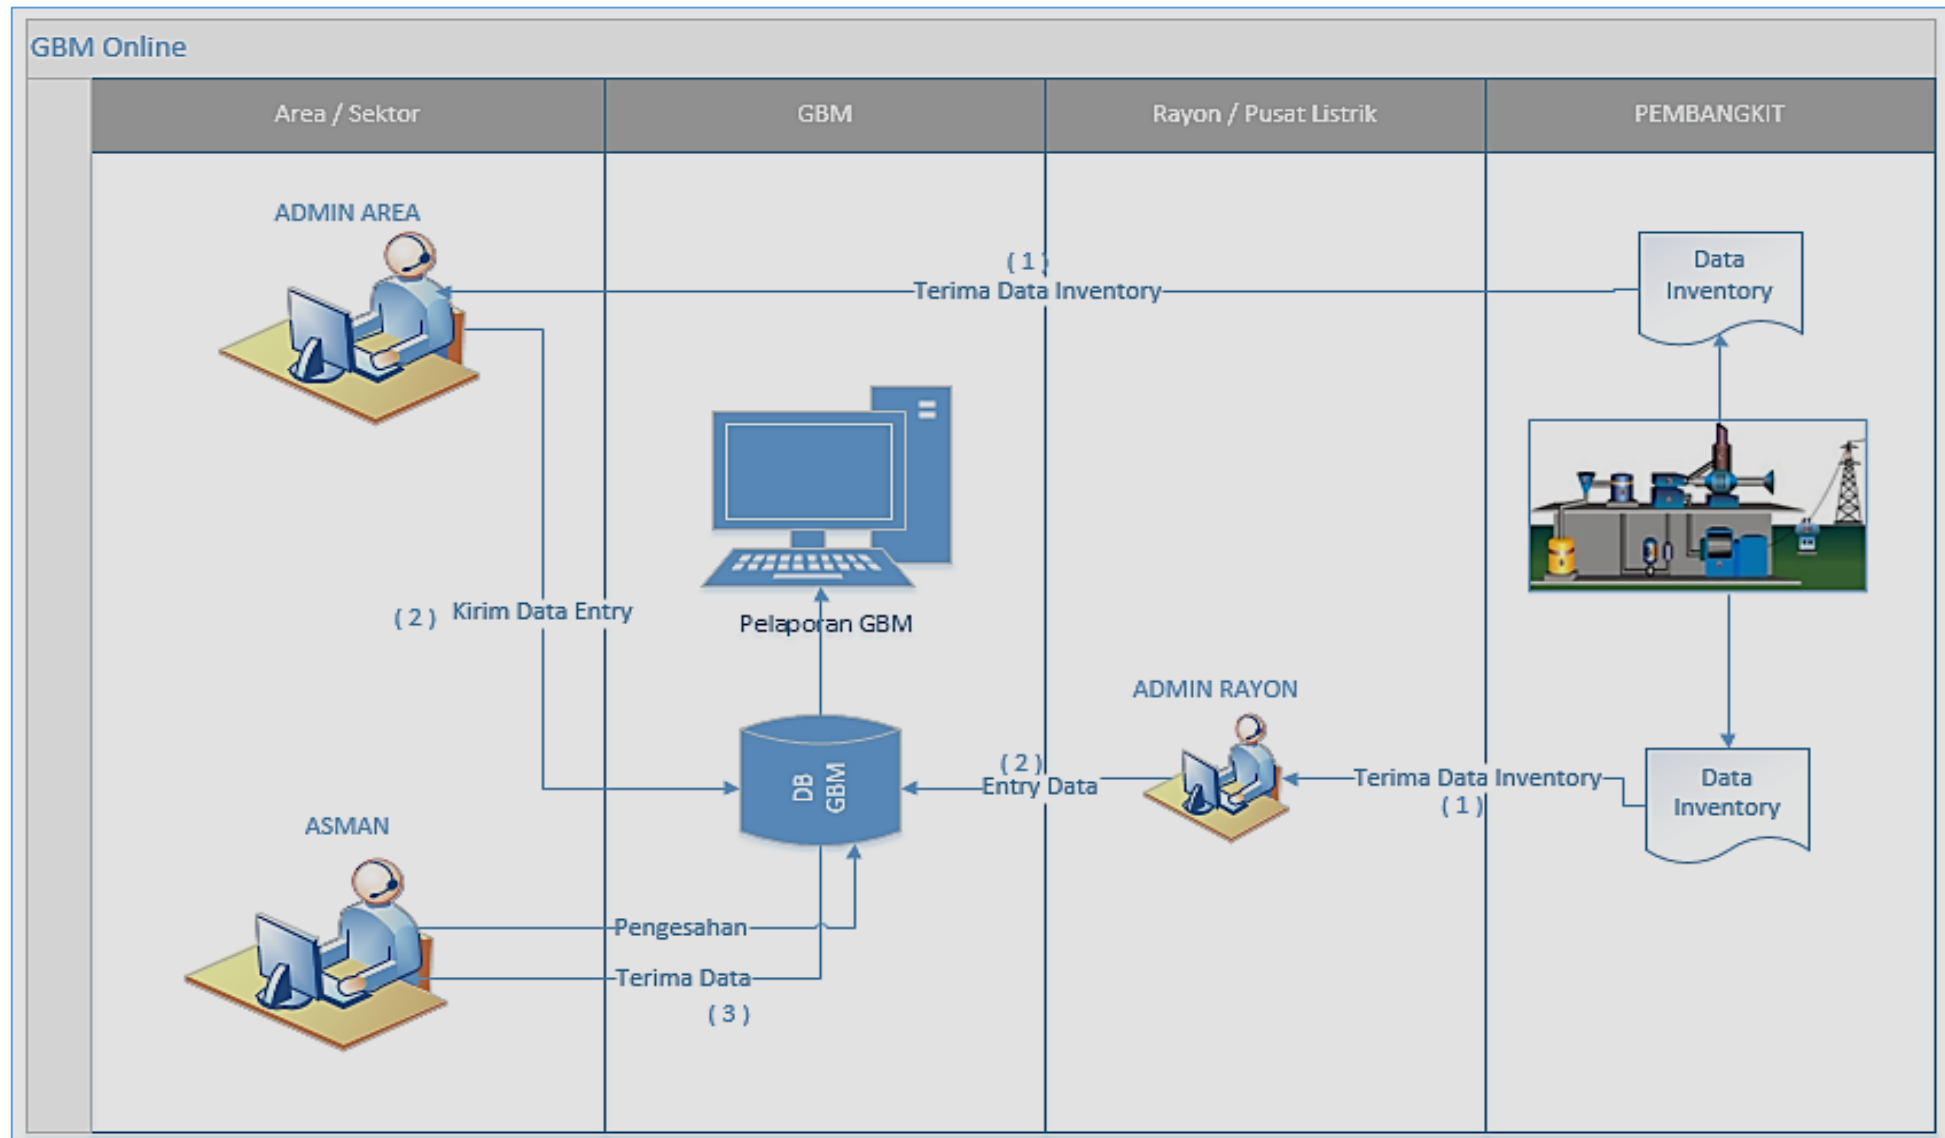 GBM Online
Area / Sektor
GBM
Rayon / Pusat Listrik
PEMBANGKIT
ADMIN AREA
( 1 )
Terima Data Inventory
Data
Inventory
( 2 )
Kirim Data Entry
Pelaporan GBM
ADMIN RAYON
DB
GBM
( 2 )
Entry Data
Terima Data Inventory
( 1 )
Data
Inventory
ASMAN
Pengesahan
Terima Data
( 3 )